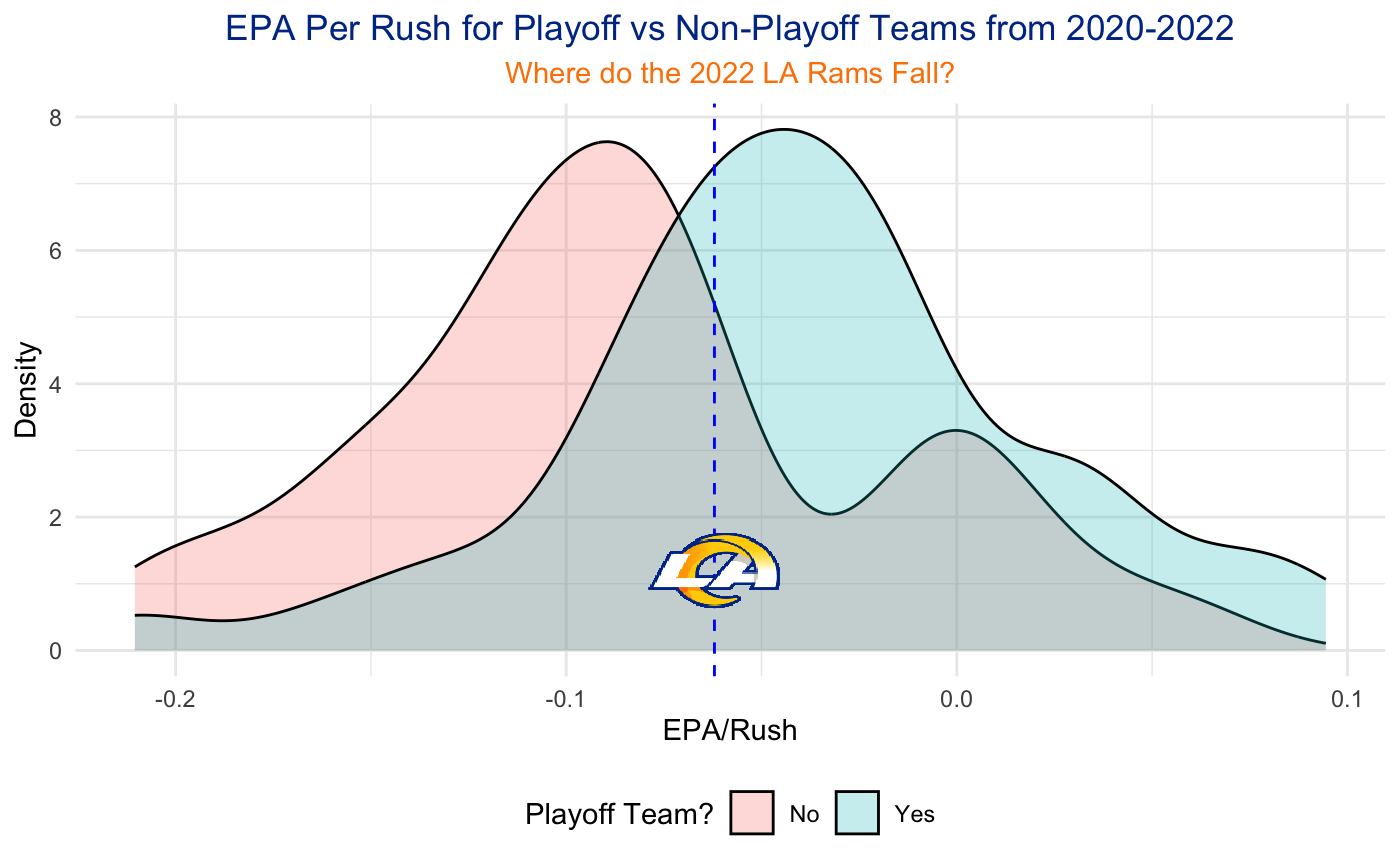 EPA Per Rush for Playoff vs Non-Playoff Teams from 2020-2022
Where do the 2022 LA Rams Fall?
8
6
4
2
0
Density
LA
-0.2 -0.1 0.0 0.1
EPA/Rush
Playoff Team? No Yes